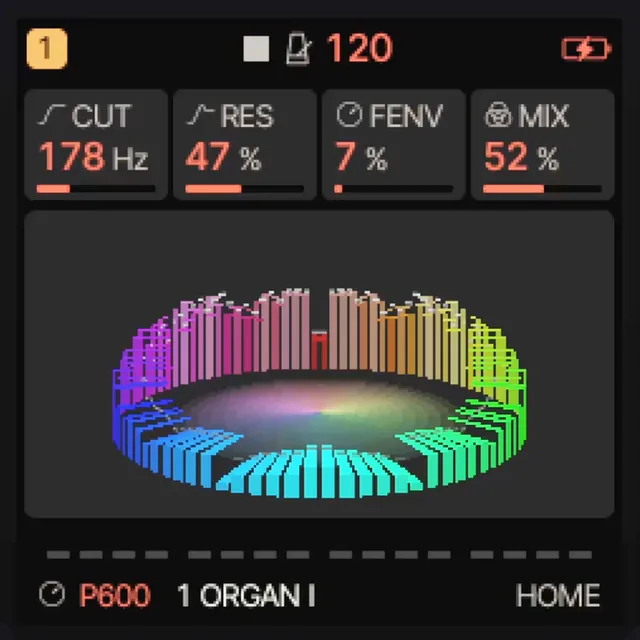 1 120
CUT RES FENV MIX
178 Hz 47 % 7 % 52 %
P600 1 ORGAN I HOME